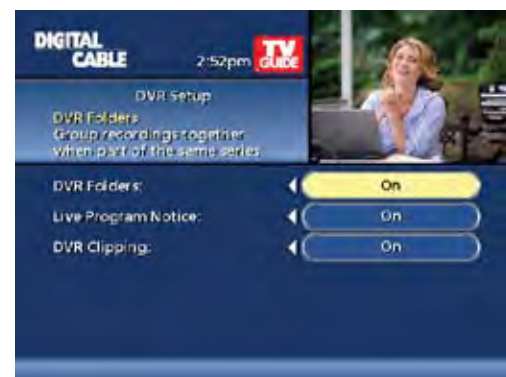 DIGITAL
CABLE
2:52pm
TV
GUIDE
DVR Setup
DVR Folders
Group recordings together
when part of the same series
DVR Folders: On
Live Program Notice: On
DVR Clipping: On